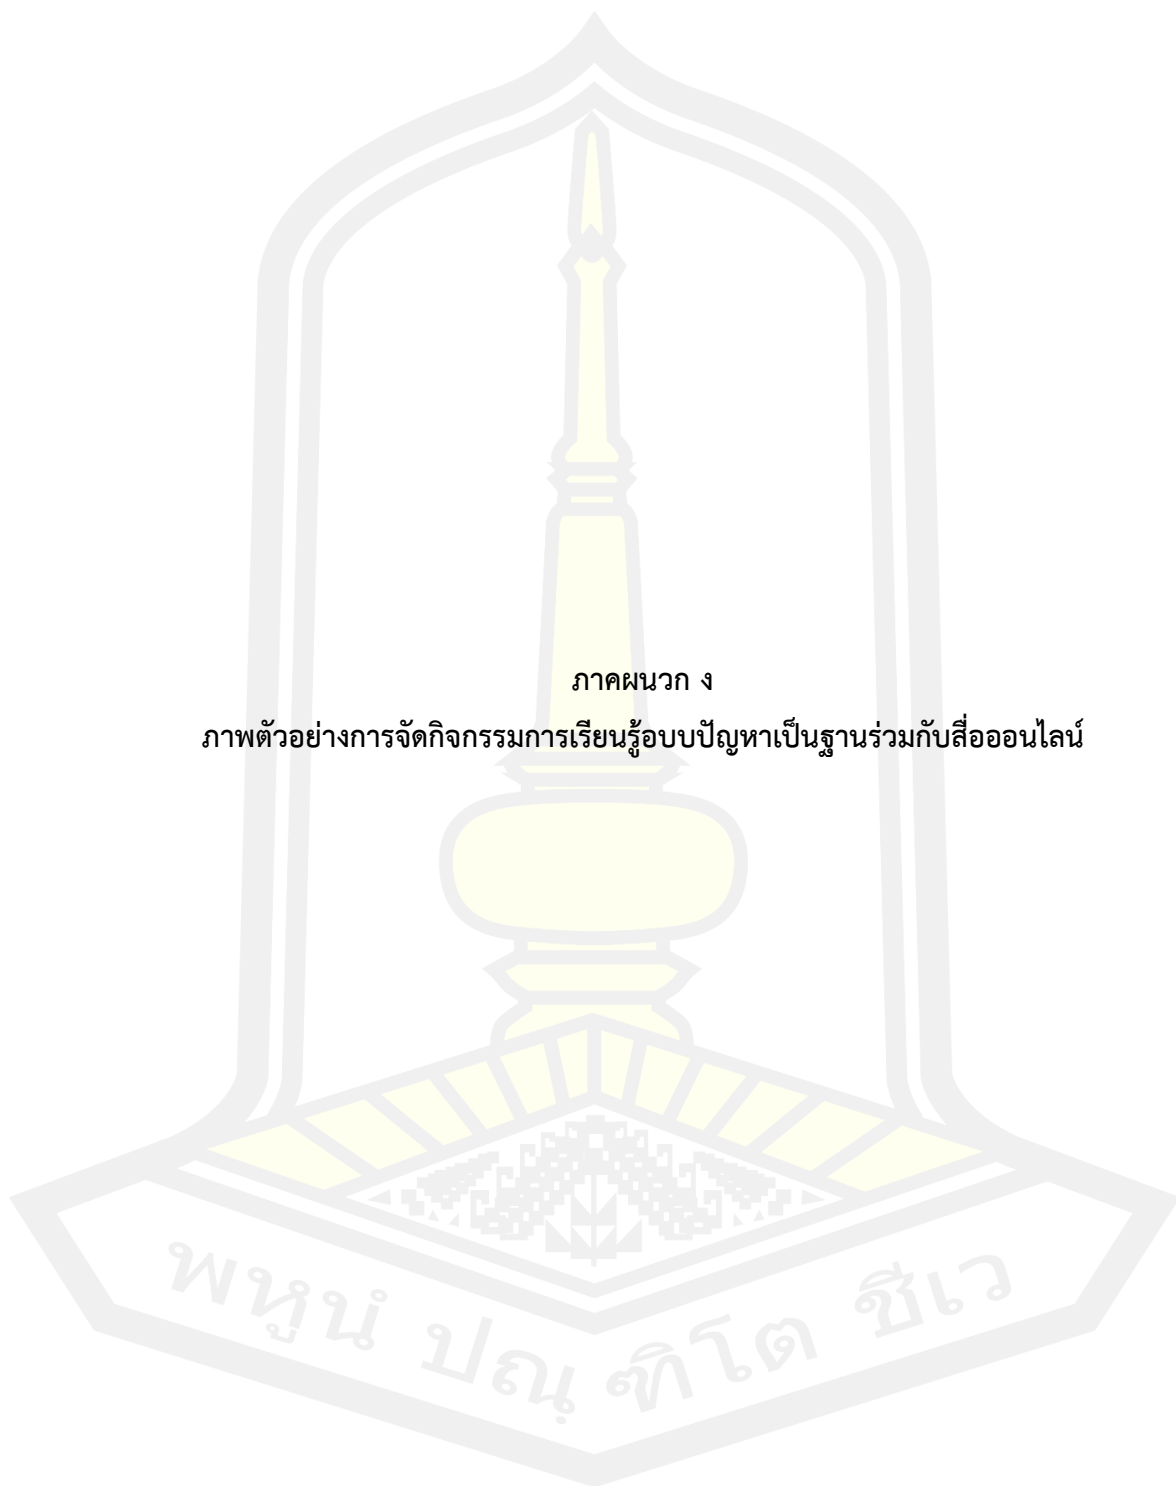 ภาคผนวก ง
ภาพตัวอย่างการจัดกิจกรรมการเรียนรู้อบบปัญหาเป็นฐานร่วมกับสื่อออนไลน์
พหูนํ ปณฺฑิโต ชีเว